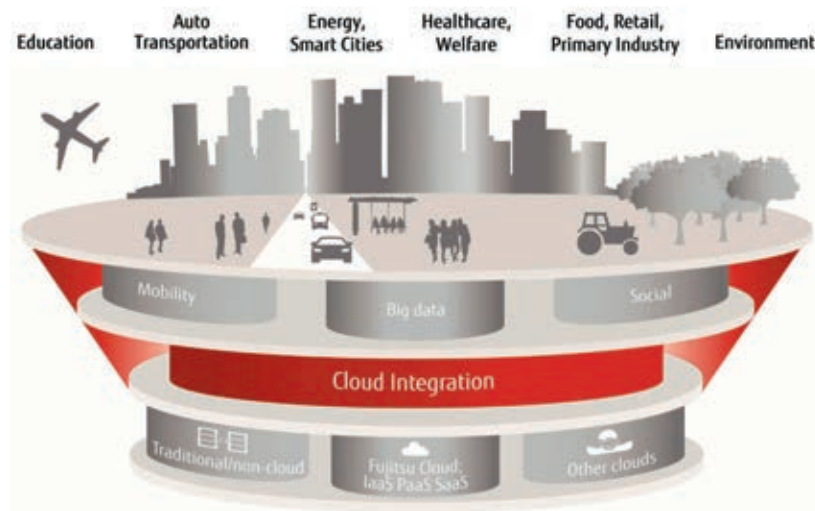 Education
Auto
Transportation
Energy,
Smart Cities
Healthcare,
Welfare
Food, Retail,
Primary Industry
Environment
Mobility
Big data
Social
Cloud Integration
Traditional/non-cloud
Fujitsu Cloud:
IaaS PaaS SaaS
Other clouds